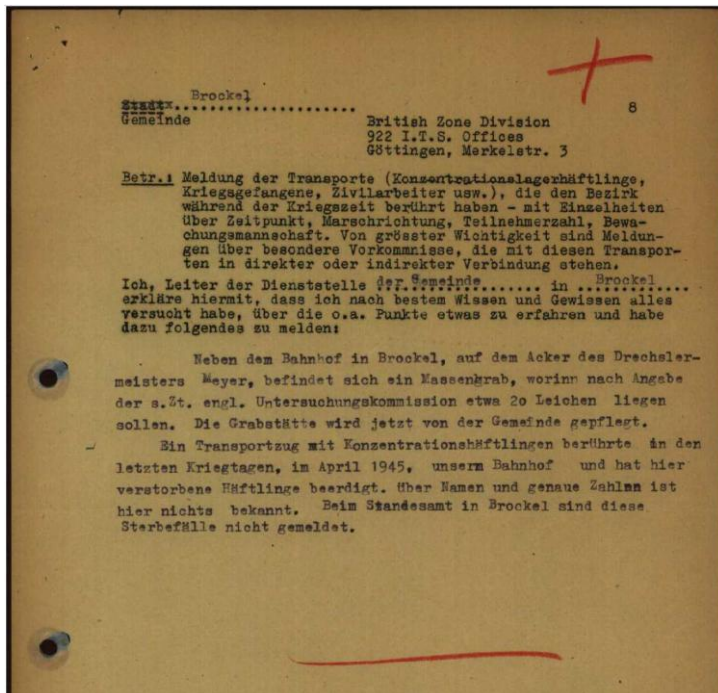 Brockel
Stadtx......................
Gemeinde
8
British Zone Division
922 I.T.S. Offices
Göttingen, Merkelstr. 3
Betr.: Meldung der Transporte (Konzentrationslagerhäftlinge,
Kriegsgefangene, Zivilarbeiter usw.), die den Bezirk
während der Kriegszeit berührt haben - mit Einzelheiten
über Zeitpunkt, Marschrichtung, Teilnehmerzahl, Bewa-
chungsmannschaft. Von grösster Wichtigkeit sind Meldun-
gen über besondere Vorkommnisse, die mit diesen Transpor-
ten in direkter oder indirekter Verbindung stehen.
Ich, Leiter der Dienststelle der Gemeinde....... in ...Brockel....
erkläre hiermit, dass ich nach bestem Wissen und Gewissen alles
versucht habe, über die o.a. Punkte etwas zu erfahren und habe
dazu folgendes zu melden:
Neben dem Bahnhof in Brockel, auf dem Acker des Drechsler-
meisters Meyer, befindet sich ein Massengrab, worinn nach Angabe
der s.Zt. engl. Untersuchungskommission etwa 2o Leichen liegen
sollen. Die Grabstätte wird jetzt von der Gemeinde gepflegt.
Ein Transportzug mit Konzentrationshäftlingen berührte in den
letzten Kriegtagen, im April 1945, unserm Bahnhof und hat hier
verstorbene Häftlinge beerdigt. Über Namen und genaue Zahlen ist
hier nichts bekannt. Beim Standesamt in Brockel sind diese
Sterbefälle nicht gemeldet.